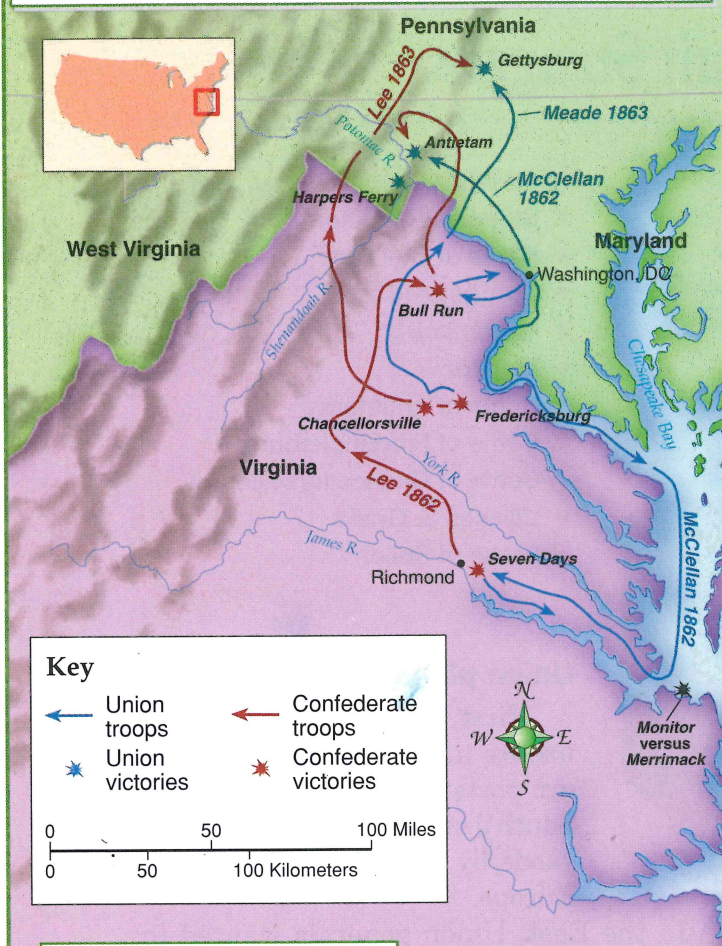 Pennsylvania
Gettysburg
Lee 1863
Meade 1863
Potomac R.
Antietam
McClellan
1862
Harpers Ferry
West Virginia
Maryland
Washington, DC
Shenandoah R.
Bull Run
Chesapeake Bay
Chancellorsville
Fredericksburg
Virginia
York R.
Lee 1862
James R.
Seven Days
Richmond
McClellan 1862
Key
Union
troops
Confederate
troops
Union
victories
Confederate
victories
0 50 100 Miles
0 50 100 Kilometers
N
W E
S
Monitor
versus
Merrimack